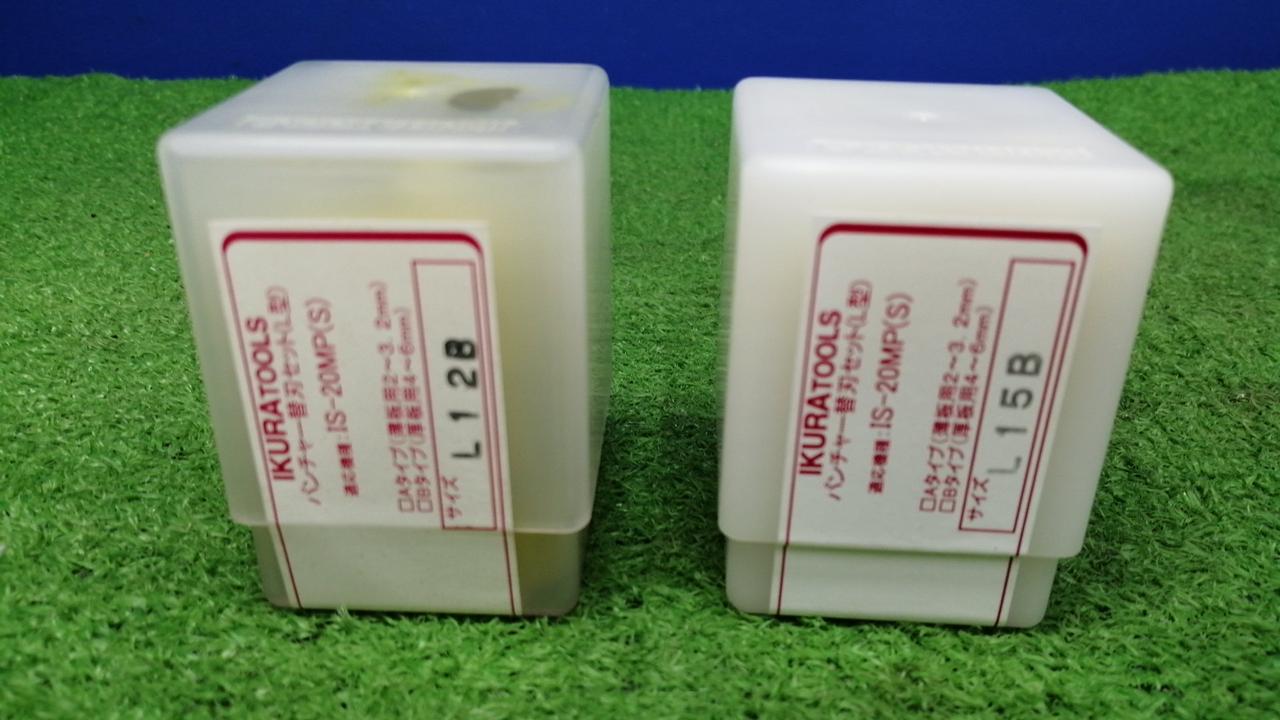 IKURATOOLS
パンチャー替刃セット(L型)
適応機種:IS-20MP(S)
□Aタイプ(薄板用2～3.2mm)
□Bタイプ(厚板用4～6mm)
サイズ L12B
IKURATOOLS
パンチャー替刃セット(L型)
適応機種:IS-20MP(S)
□Aタイプ(薄板用2～3.2mm)
□Bタイプ(厚板用4～6mm)
サイズ L15B